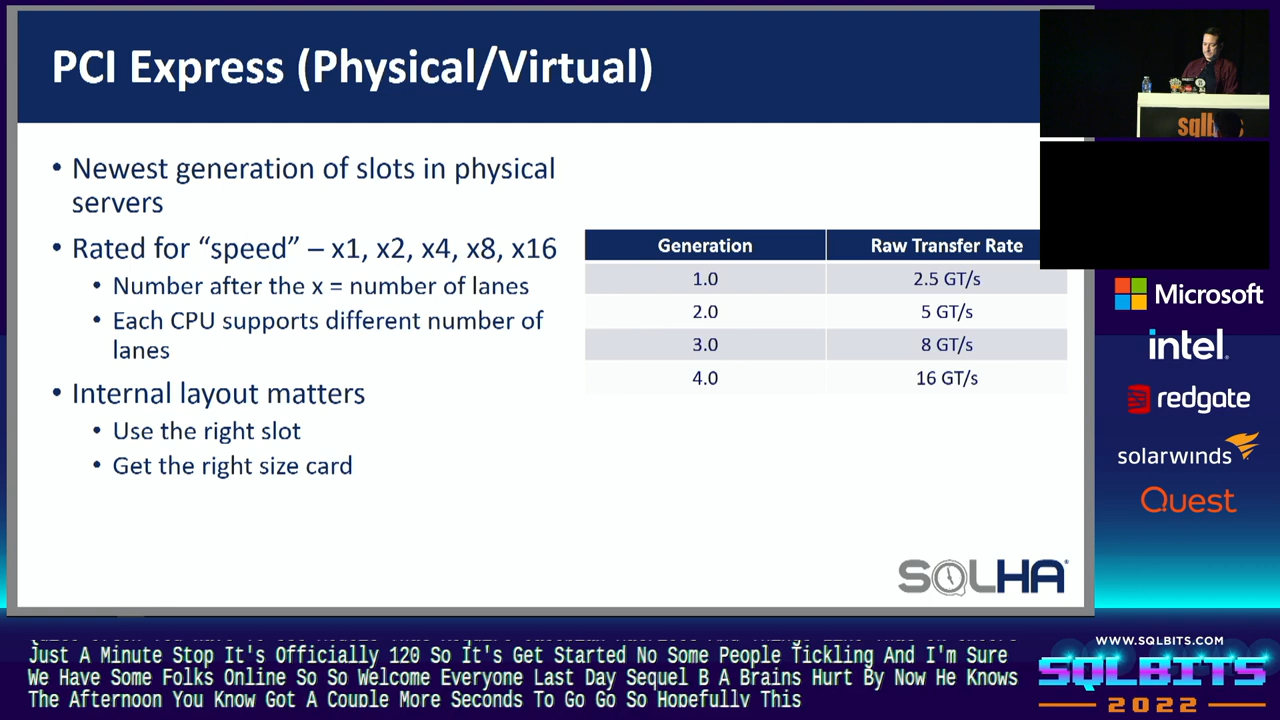 PCI Express (Physical/Virtual)
• Newest generation of slots in physical
servers
• Rated for “speed” – x1, x2, x4, x8, x16
• Number after the x = number of lanes
• Each CPU supports different number of
lanes
• Internal layout matters
• Use the right slot
• Get the right size card
Generation Raw Transfer Rate
1.0 2.5 GT/s
2.0 5 GT/s
3.0 8 GT/s
4.0 16 GT/s
SQLHA®
sqlb
Microsoft
intel.
redgate
solarwinds
Quest
Just A Minute Stop It's Officially 120 So It's Get Started No Some People Tickling And I'm Sure
We Have Some Folks Online So So Welcome Everyone Last Day Sequel B A Brains Hurt By Now He Knows
The Afternoon You Know Got A Couple More Seconds To Go Go So Hopefully This
WWW.SQLBITS.COM
SQLBITS
2022